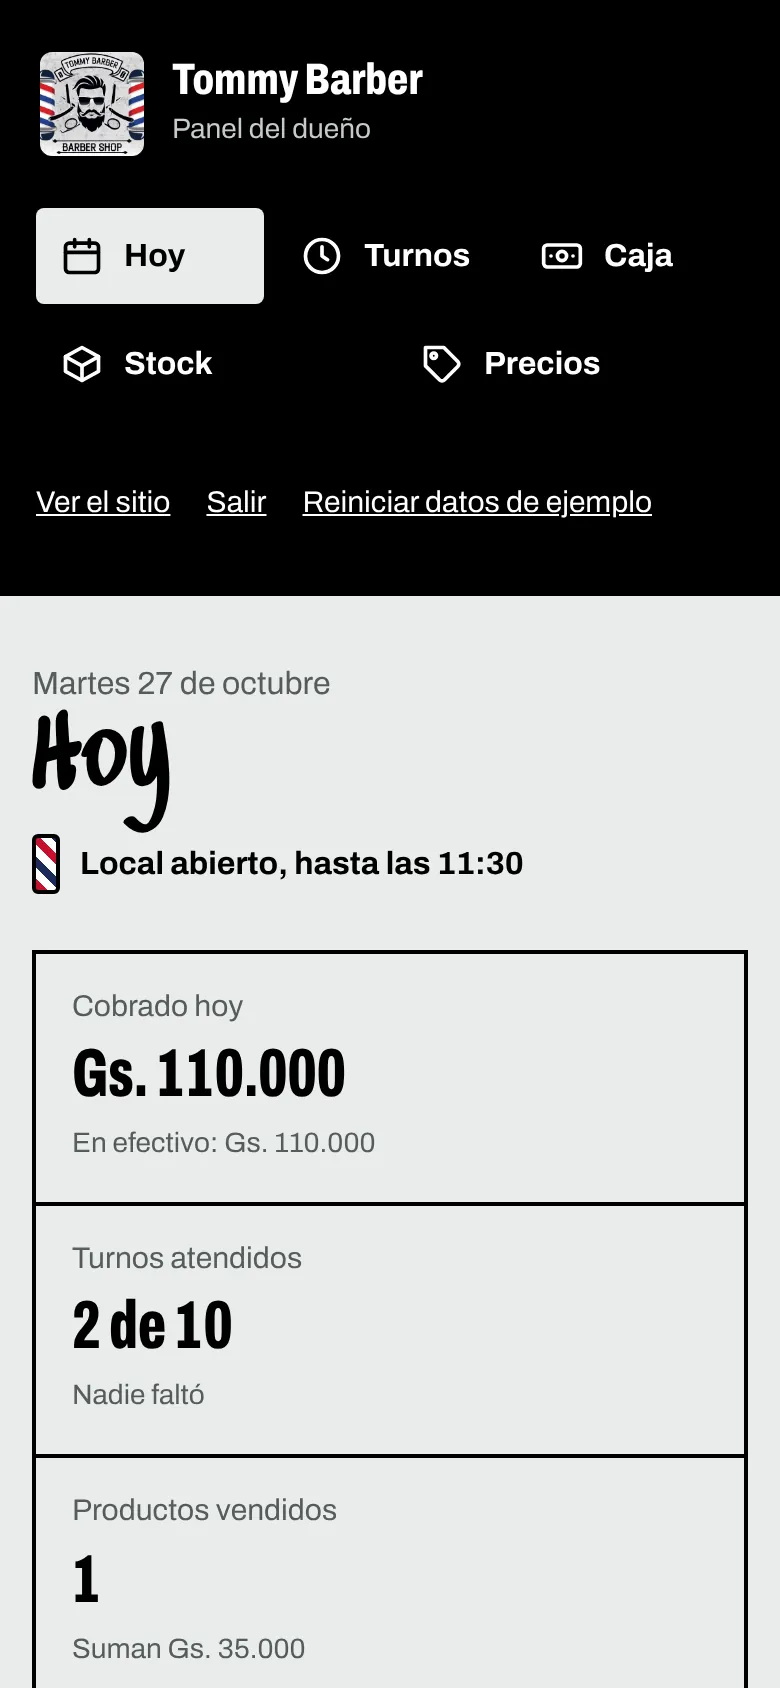 TOMMY BARBER
BARBER SHOP
Tommy Barber
Panel del dueño
Hoy
Turnos
Caja
Stock
Precios
Ver el sitio
Salir
Reiniciar datos de ejemplo
Martes 27 de octubre
Hoy
Local abierto, hasta las 11:30
Cobrado hoy
Gs. 110.000
En efectivo: Gs. 110.000
Turnos atendidos
2 de 10
Nadie faltó
Productos vendidos
1
Suman Gs. 35.000